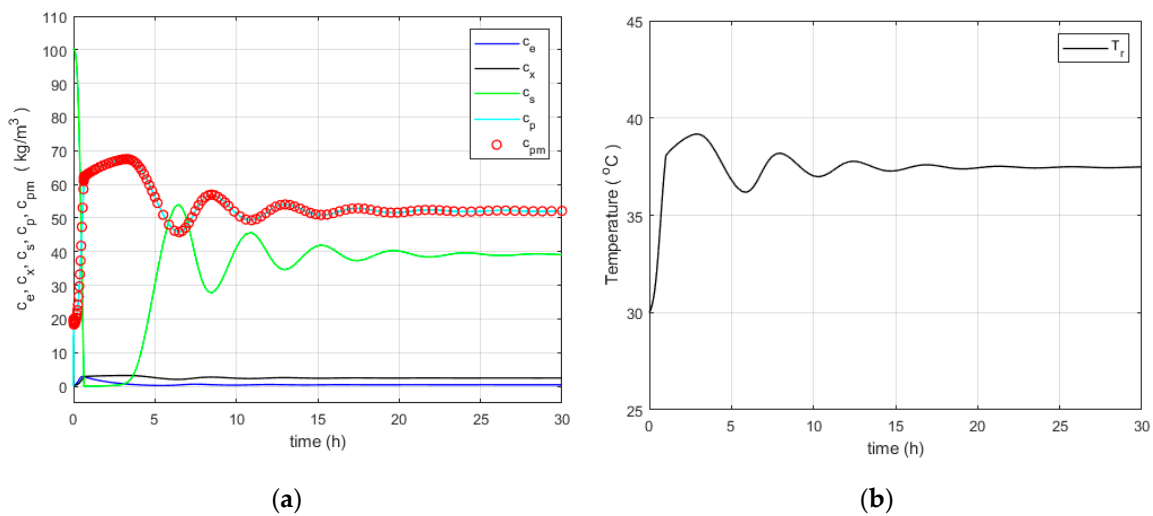 110
100
90
80
70
60
50
40
30
20
10
0
c_e, c_x, c_s, c_p, c_pm ( kg/m³ )
0 5 10 15 20 25 30
time (h)
c_e
c_x
c_s
c_p
c_pm
(a)
45
40
35
30
25
Temperature ( ºC)
0 5 10 15 20 25 30
time (h)
T_r
(b)